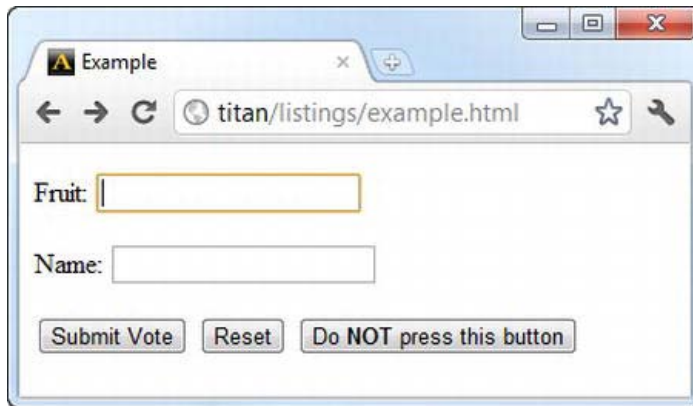 Example
titan/listings/example.html
Fruit:
Name:
Submit Vote Reset Do NOT press this button